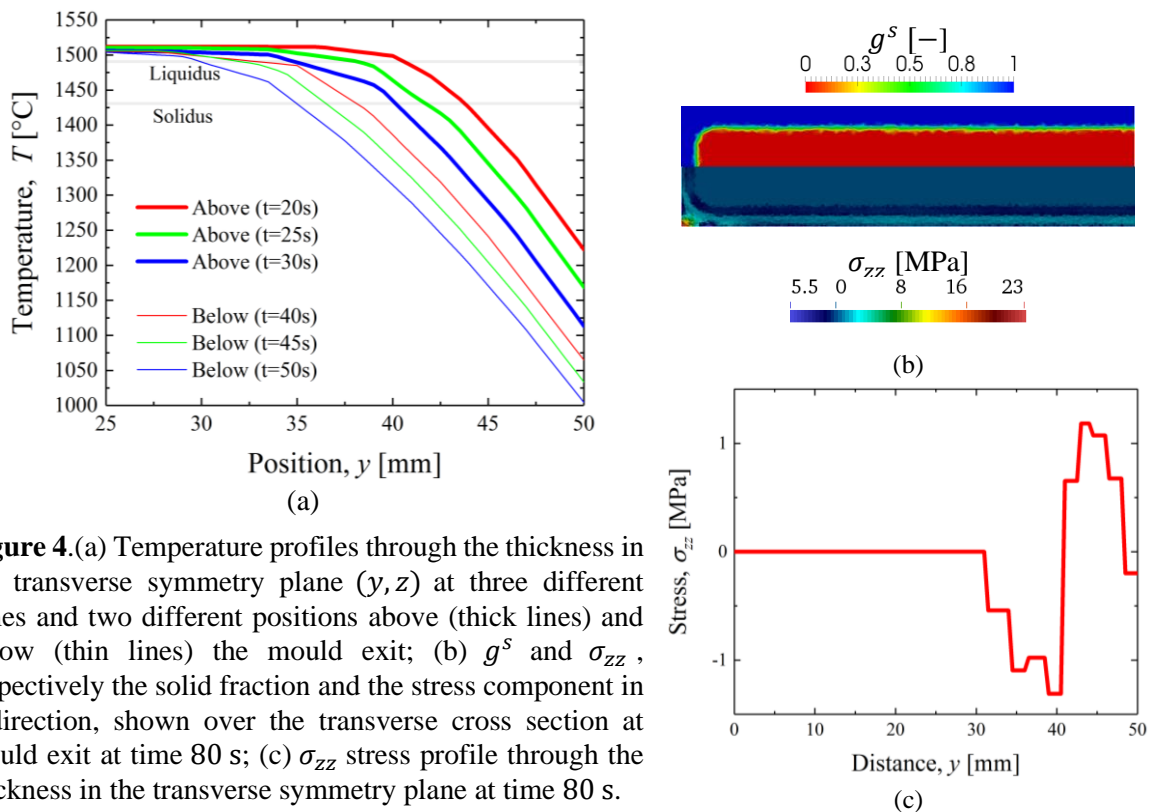 1550
1500
1450
1400
1350
1300
1250
1200
1150
1100
1050
1000
Temperature, T [°C]
Liquidus
Solidus
Above (t=20s)
Above (t=25s)
Above (t=30s)
Below (t=40s)
Below (t=45s)
Below (t=50s)
25 30 35 40 45 50
Position, y [mm]
(a)
gˢ [−]
0 0.3 0.5 0.8 1
σzz [MPa]
5.5 0 8 16 23
(b)
gure 4.(a) Temperature profiles through the thickness in
transverse symmetry plane (y, z) at three different
es and two different positions above (thick lines) and
ow (thin lines) the mould exit; (b) gˢ and σzz ,
pectively the solid fraction and the stress component in
direction, shown over the transverse cross section at
uld exit at time 80 s; (c) σzz stress profile through the
ckness in the transverse symmetry plane at time 80 s.
Stress, σzz [MPa]
1
0
-1
0 10 20 30 40 50
Distance, y [mm]
(c)